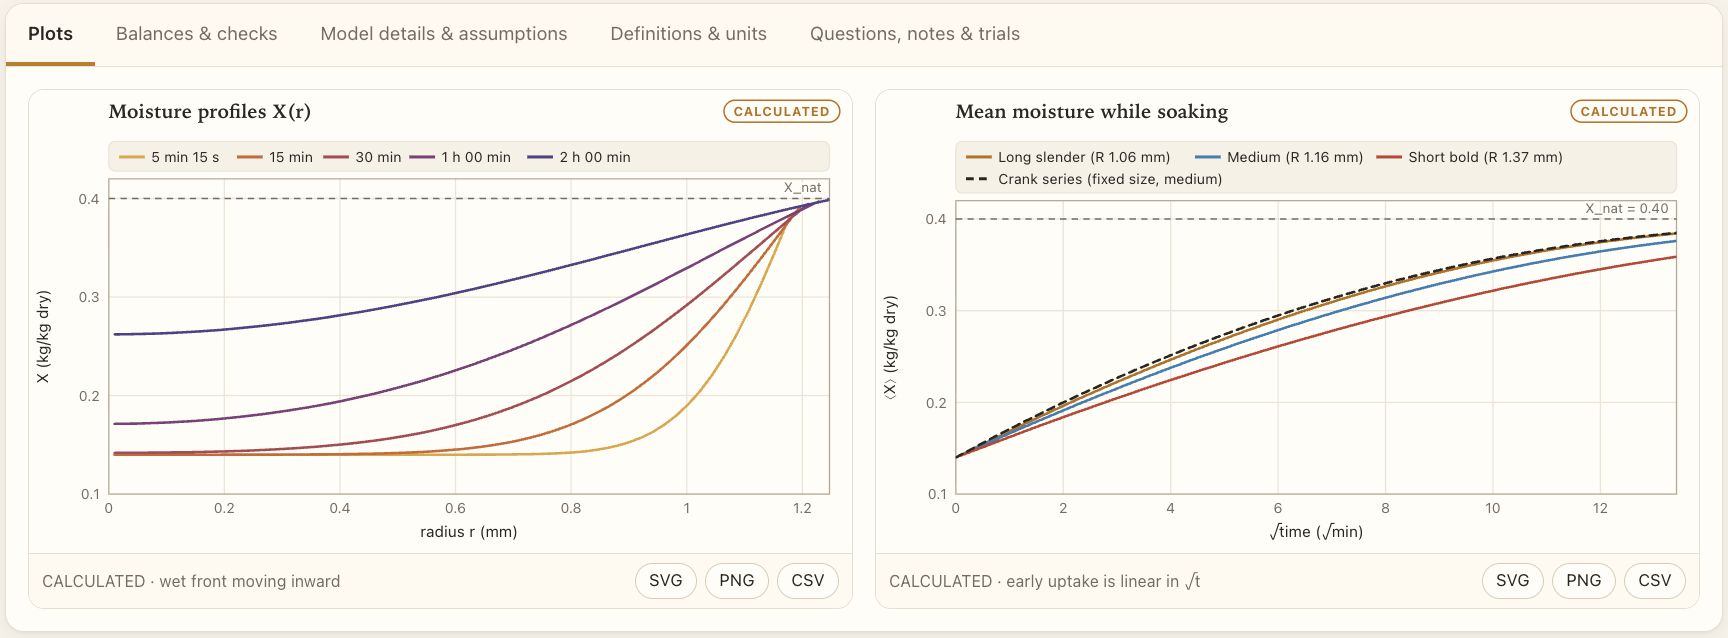 Plots Balances & checks Model details & assumptions Definitions & units Questions, notes & trials
Moisture profiles X(r)
CALCULATED
5 min 15 s 15 min 30 min 1 h 00 min 2 h 00 min
X_nat
0.4
0.3
0.2
0.1
X (kg/kg dry)
0 0.2 0.4 0.6 0.8 1 1.2
radius r (mm)
CALCULATED · wet front moving inward
SVG PNG CSV
Mean moisture while soaking
CALCULATED
Long slender (R 1.06 mm) Medium (R 1.16 mm) Short bold (R 1.37 mm)
Crank series (fixed size, medium)
X_nat = 0.40
0.4
0.3
0.2
0.1
⟨X⟩ (kg/kg dry)
0 2 4 6 8 10 12
√time (√min)
CALCULATED · early uptake is linear in √t
SVG PNG CSV